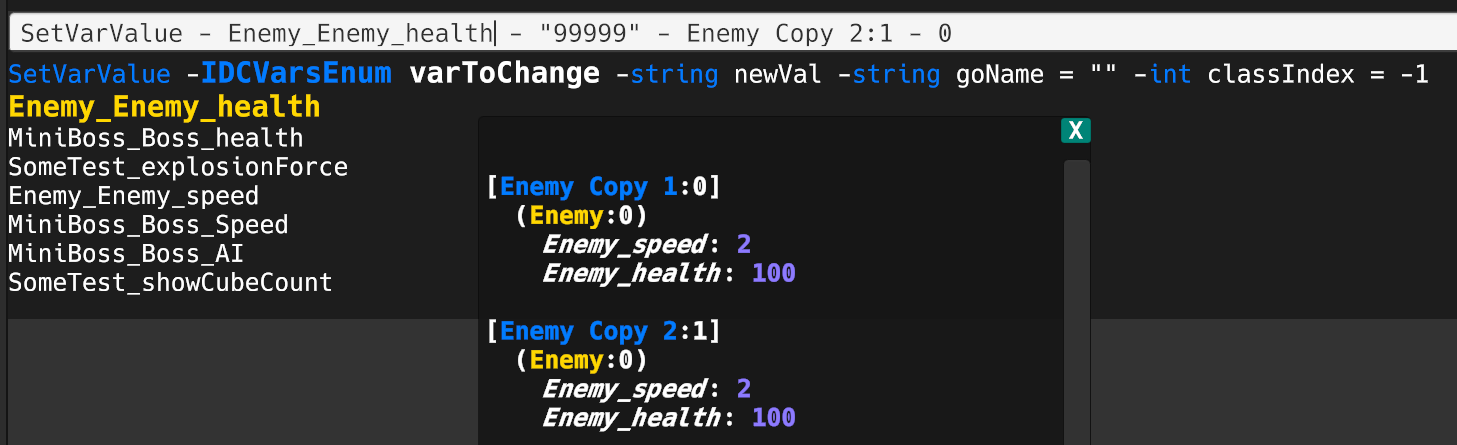 SetVarValue - Enemy_Enemy_health - "99999" - Enemy Copy 2:1 - 0
SetVarValue -IDCVarsEnum varToChange -string newVal -string goName = "" -int classIndex = -1
Enemy_Enemy_health
MiniBoss_Boss_health
SomeTest_explosionForce
Enemy_Enemy_speed
MiniBoss_Boss_Speed
MiniBoss_Boss_AI
SomeTest_showCubeCount
X
[Enemy Copy 1:0]
(Enemy:0)
Enemy_speed: 2
Enemy_health: 100
[Enemy Copy 2:1]
(Enemy:0)
Enemy_speed: 2
Enemy_health: 100